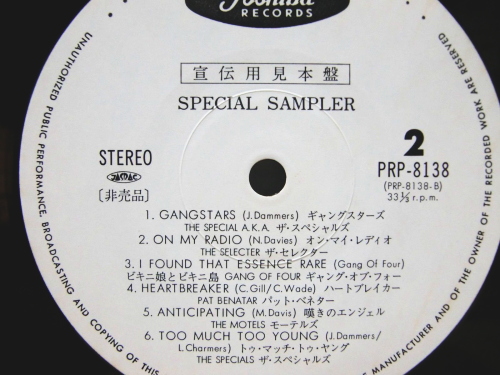 Toshiba
RECORDS
宣伝用見本盤
SPECIAL SAMPLER
STEREO
2
PRP-8138
(PRP-8138-B)
33⅓ r.p.m.
〔非売品〕
1. GANGSTARS (J.Dammers) ギャングスターズ
THE SPECIAL A.K.A. ザ・スペシャルズ
2. ON MY RADIO (N.Davies) オン・マイ・レディオ
THE SELECTER ザ・セレクター
3. I FOUND THAT ESSENCE RARE (Gang Of Four)
ビキニ娘とビキニ島 GANG OF FOUR ギャング・オブ・フォー
4. HEARTBREAKER (C.Gill/C.Wade) ハートブレイカー
PAT BENATAR パット・ベネター
5. ANTICIPATING (M.Davis) 嘆きのエンジェル
THE MOTELS モーテルズ
6. TOO MUCH TOO YOUNG (J.Dammers/
L.Charmers) トゥ・マッチ・トゥ・ヤング
THE SPECIALS ザ・スペシャルズ
UNAUTHORIZED PUBLIC PERFORMANCE, BROADCASTING AND COPYING OF THIS
MANUFACTURER AND OF THE OWNER OF THE RECORDED WORK ARE RESERVED